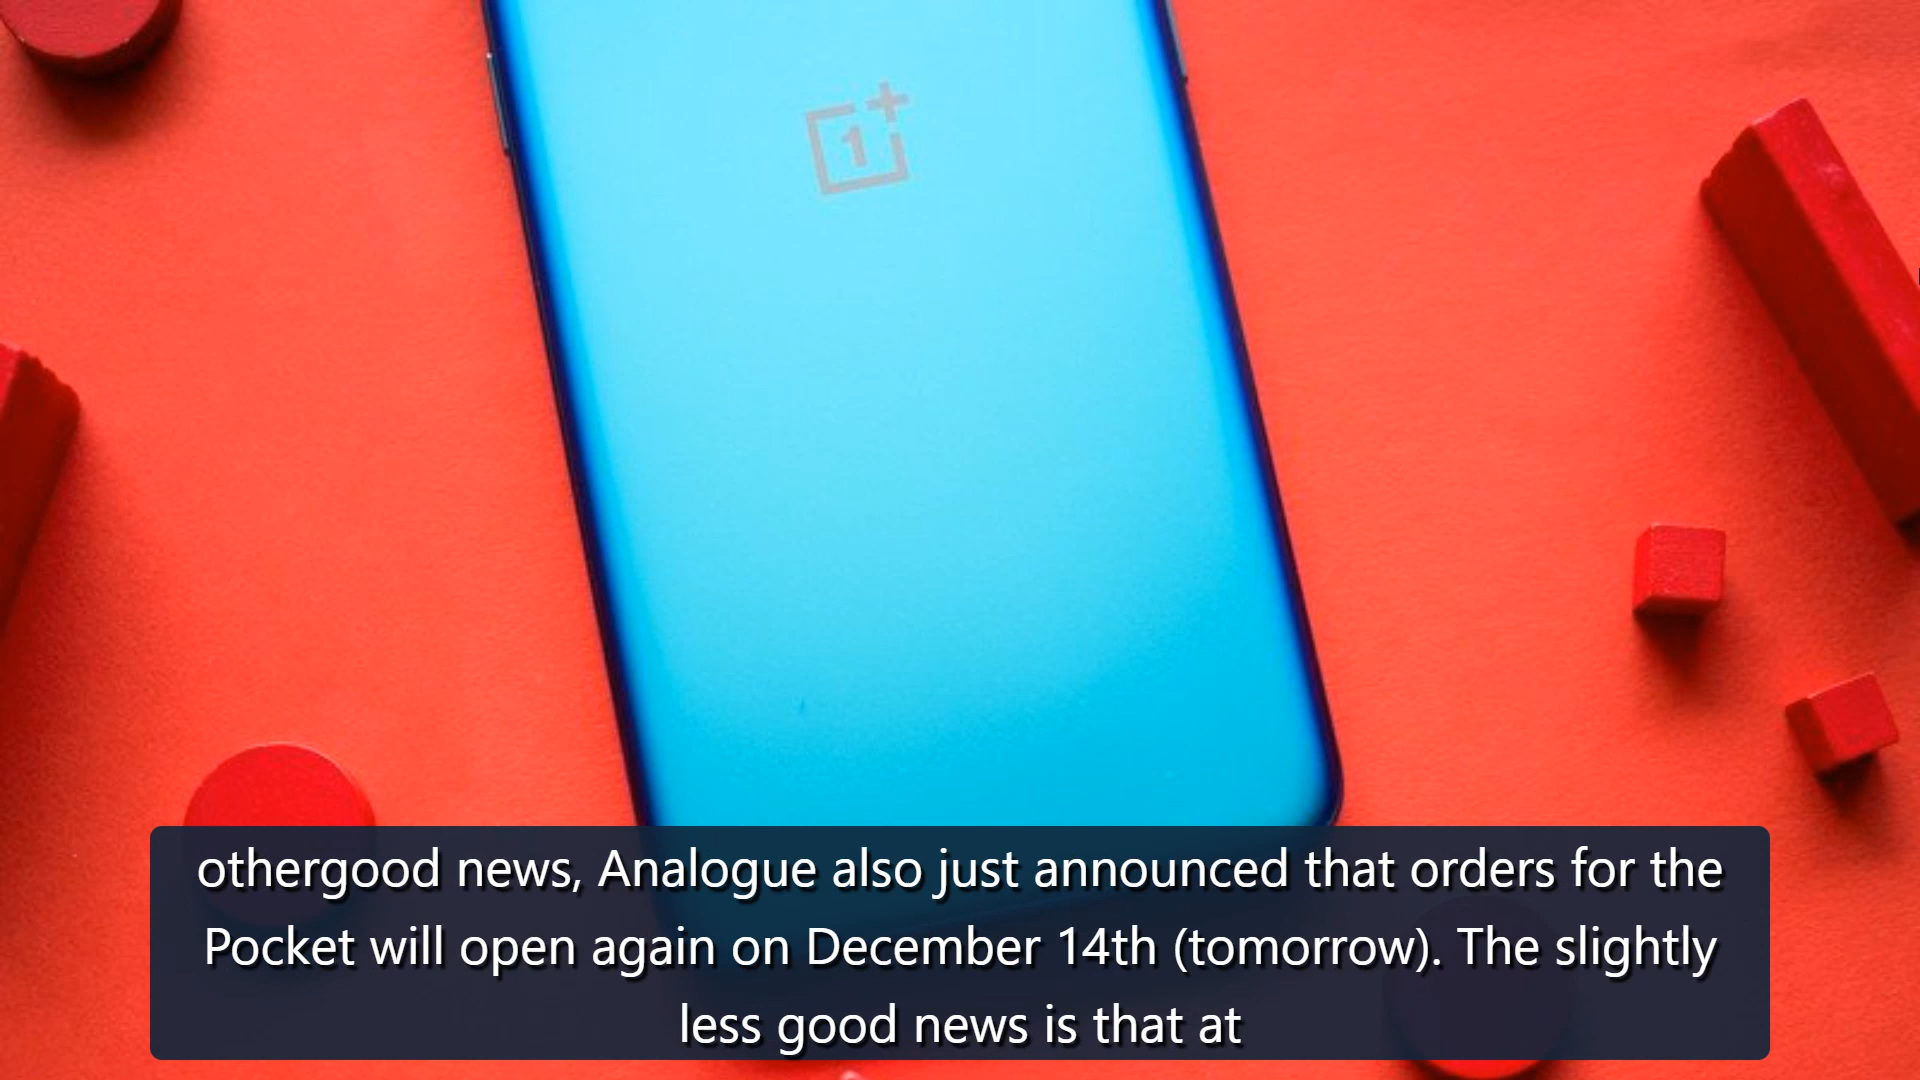 1+
othergood news, Analogue also just announced that orders for the
Pocket will open again on December 14th (tomorrow). The slightly
less good news is that at